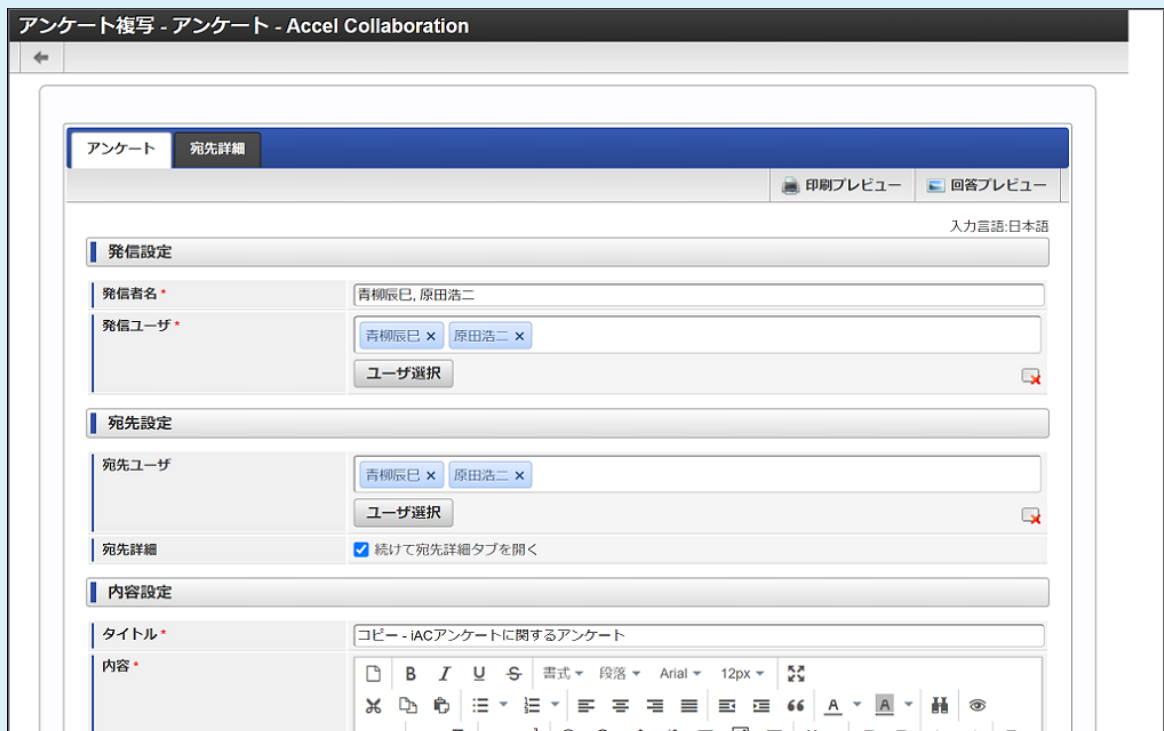 アンケート複写 - アンケート - Accel Collaboration
アンケート 宛先詳細
印刷プレビュー 回答プレビュー
入力言語:日本語
発信設定
発信者名 *
青柳辰巳, 原田浩二
発信ユーザ *
青柳辰巳 × 原田浩二 ×
ユーザ選択
宛先設定
宛先ユーザ
青柳辰巳 × 原田浩二 ×
ユーザ選択
宛先詳細
続けて宛先詳細タブを開く
内容設定
タイトル *
コピー - iACアンケートに関するアンケート
内容 *
B I U S 書式 段落 Arial 12px
A A